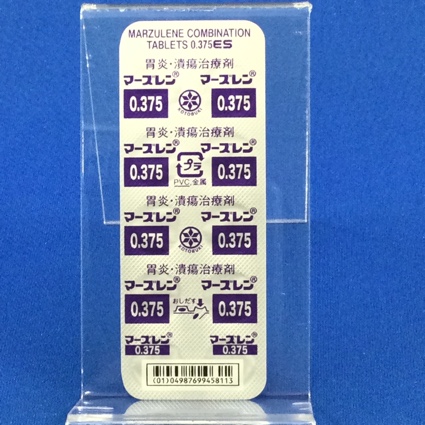 MARZULENE COMBINATION
TABLETS 0.375ES
胃炎・潰瘍治療剤
マーズレン® マーズレン®
0.375 KOTOBUKI 0.375
胃炎・潰瘍治療剤
マーズレン® マーズレン®
0.375 プラ 0.375
PVC,金属
胃炎・潰瘍治療剤
マーズレン® マーズレン®
0.375 KOTOBUKI 0.375
胃炎・潰瘍治療剤
マーズレン® マーズレン®
0.375 おしだす 0.375
マーズレン® マーズレン®
0.375 0.375
(01)04987699458113